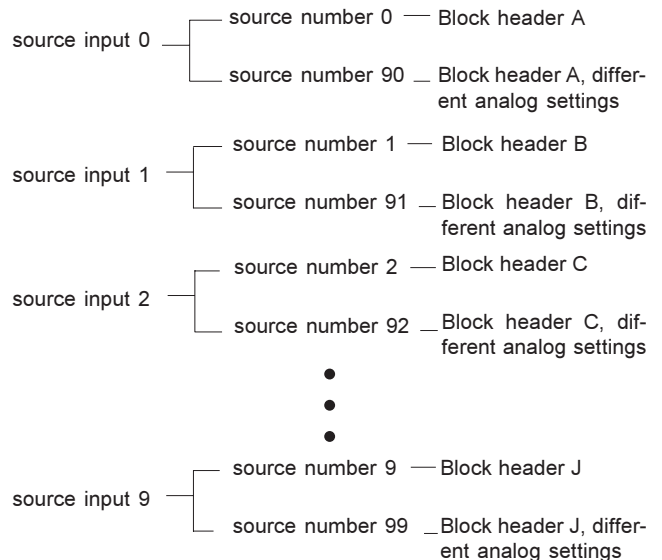 source number 0 — Block header A
source input 0
source number 90 — Block header A, differ-
ent analog settings
source number 1 — Block header B
source input 1
source number 91 — Block header B, dif-
ferent analog settings
source number 2 — Block header C
source input 2
source number 92 — Block header C, dif-
ferent analog settings
source number 9 — Block header J
source input 9
source number 99 — Block header J, differ-
ent analog settings